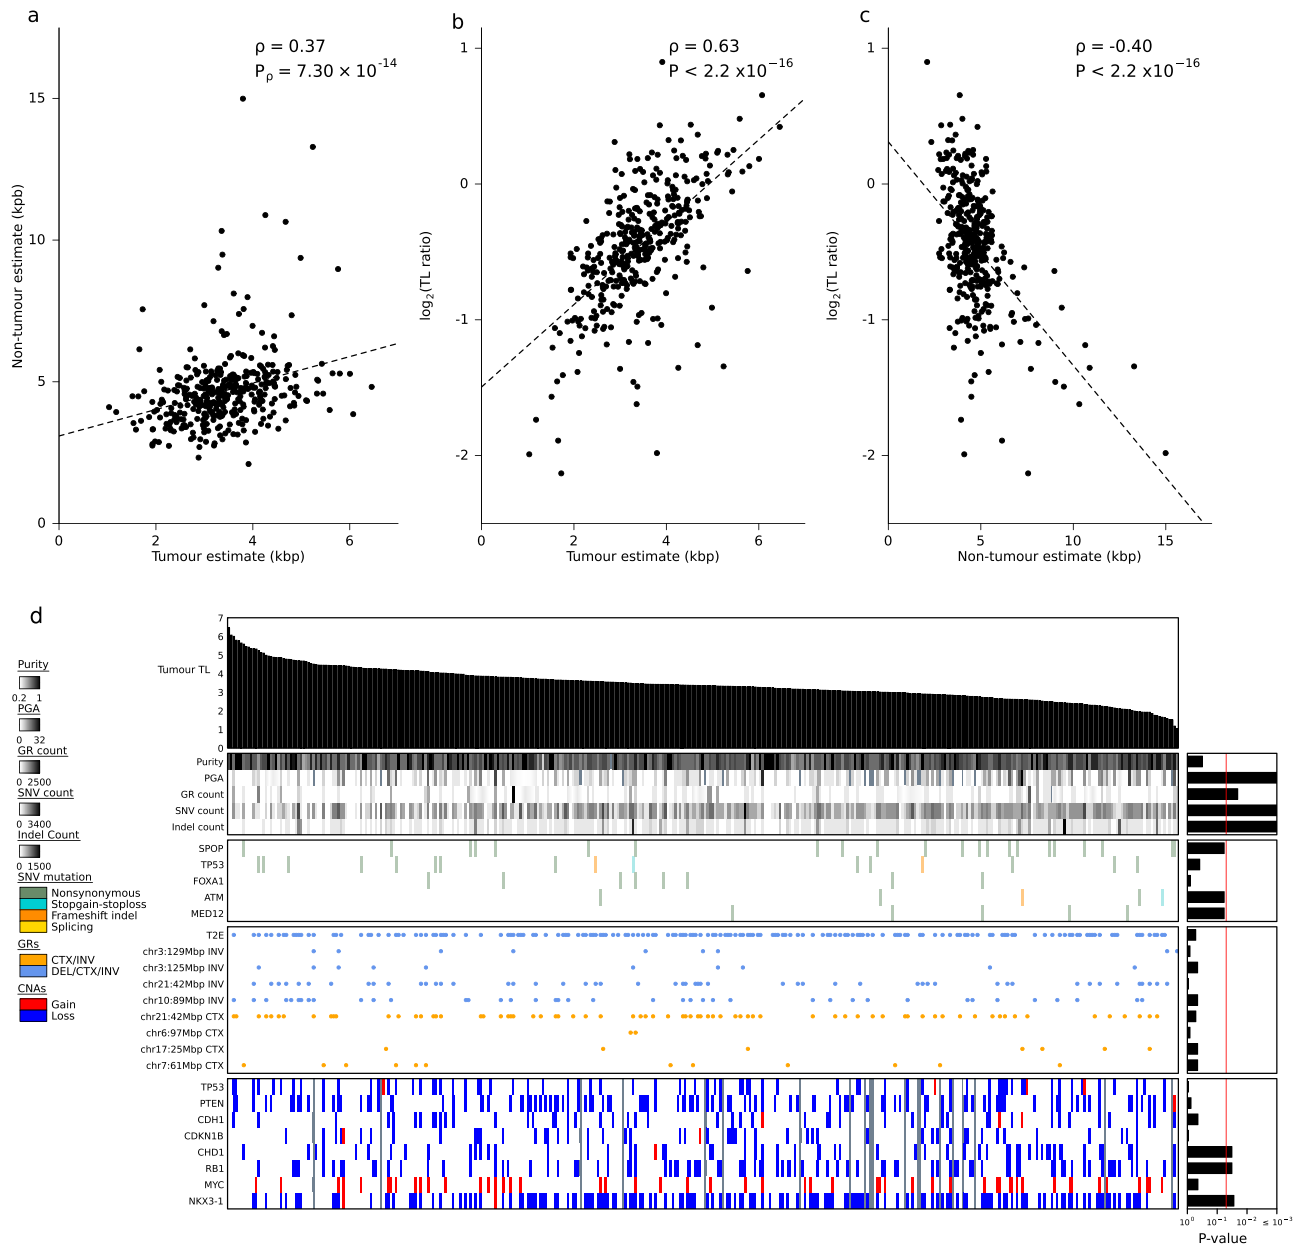 a
ρ = 0.37
Pρ = 7.30 × 10-14
Non-tumour estimate (kpb)
15
10
5
0
0 2 4 6
Tumour estimate (kbp)
b
ρ = 0.63
P < 2.2 x10−16
log2(TL ratio)
1
0
-1
-2
0 2 4 6
Tumour estimate (kbp)
c
ρ = -0.40
P < 2.2 x10−16
log2(TL ratio)
1
0
-1
-2
0 5 10 15
Non-tumour estimate (kbp)
d
Purity
0.2 1
PGA
0 32
GR count
0 2500
SNV count
0 3400
Indel Count
0 1500
SNV mutation
Nonsynonymous
Stopgain-stoploss
Frameshift indel
Splicing
GRs
CTX/INV
DEL/CTX/INV
CNAs
Gain
Loss
Tumour TL
7
6
5
4
3
2
1
0
Purity
PGA
GR count
SNV count
Indel count
SPOP
TP53
FOXA1
ATM
MED12
T2E
chr3:129Mbp INV
chr3:125Mbp INV
chr21:42Mbp INV
chr10:89Mbp INV
chr21:42Mbp CTX
chr6:97Mbp CTX
chr17:25Mbp CTX
chr7:61Mbp CTX
TP53
PTEN
CDH1
CDKN1B
CHD1
RB1
MYC
NKX3-1
10^0 10^-1 10^-2 ≤ 10^-3
P-value